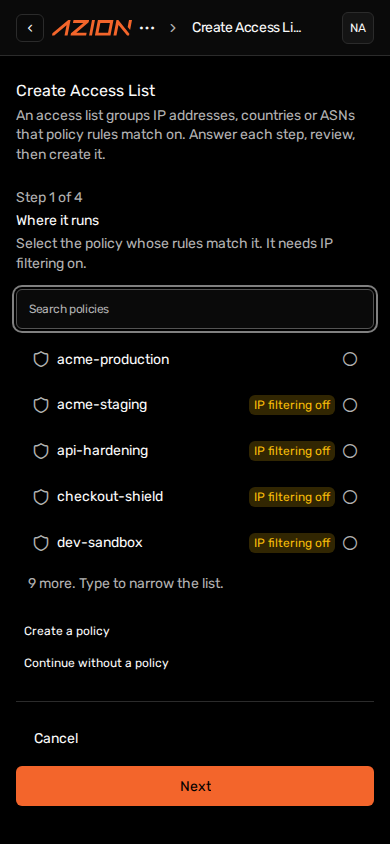 AZION
Create Access Li...
NA
Create Access List
An access list groups IP addresses, countries or ASNs
that policy rules match on. Answer each step, review,
then create it.
Step 1 of 4
Where it runs
Select the policy whose rules match it. It needs IP
filtering on.
Search policies
acme-production
acme-staging IP filtering off
api-hardening IP filtering off
checkout-shield IP filtering off
dev-sandbox IP filtering off
9 more. Type to narrow the list.
Create a policy
Continue without a policy
Cancel
Next